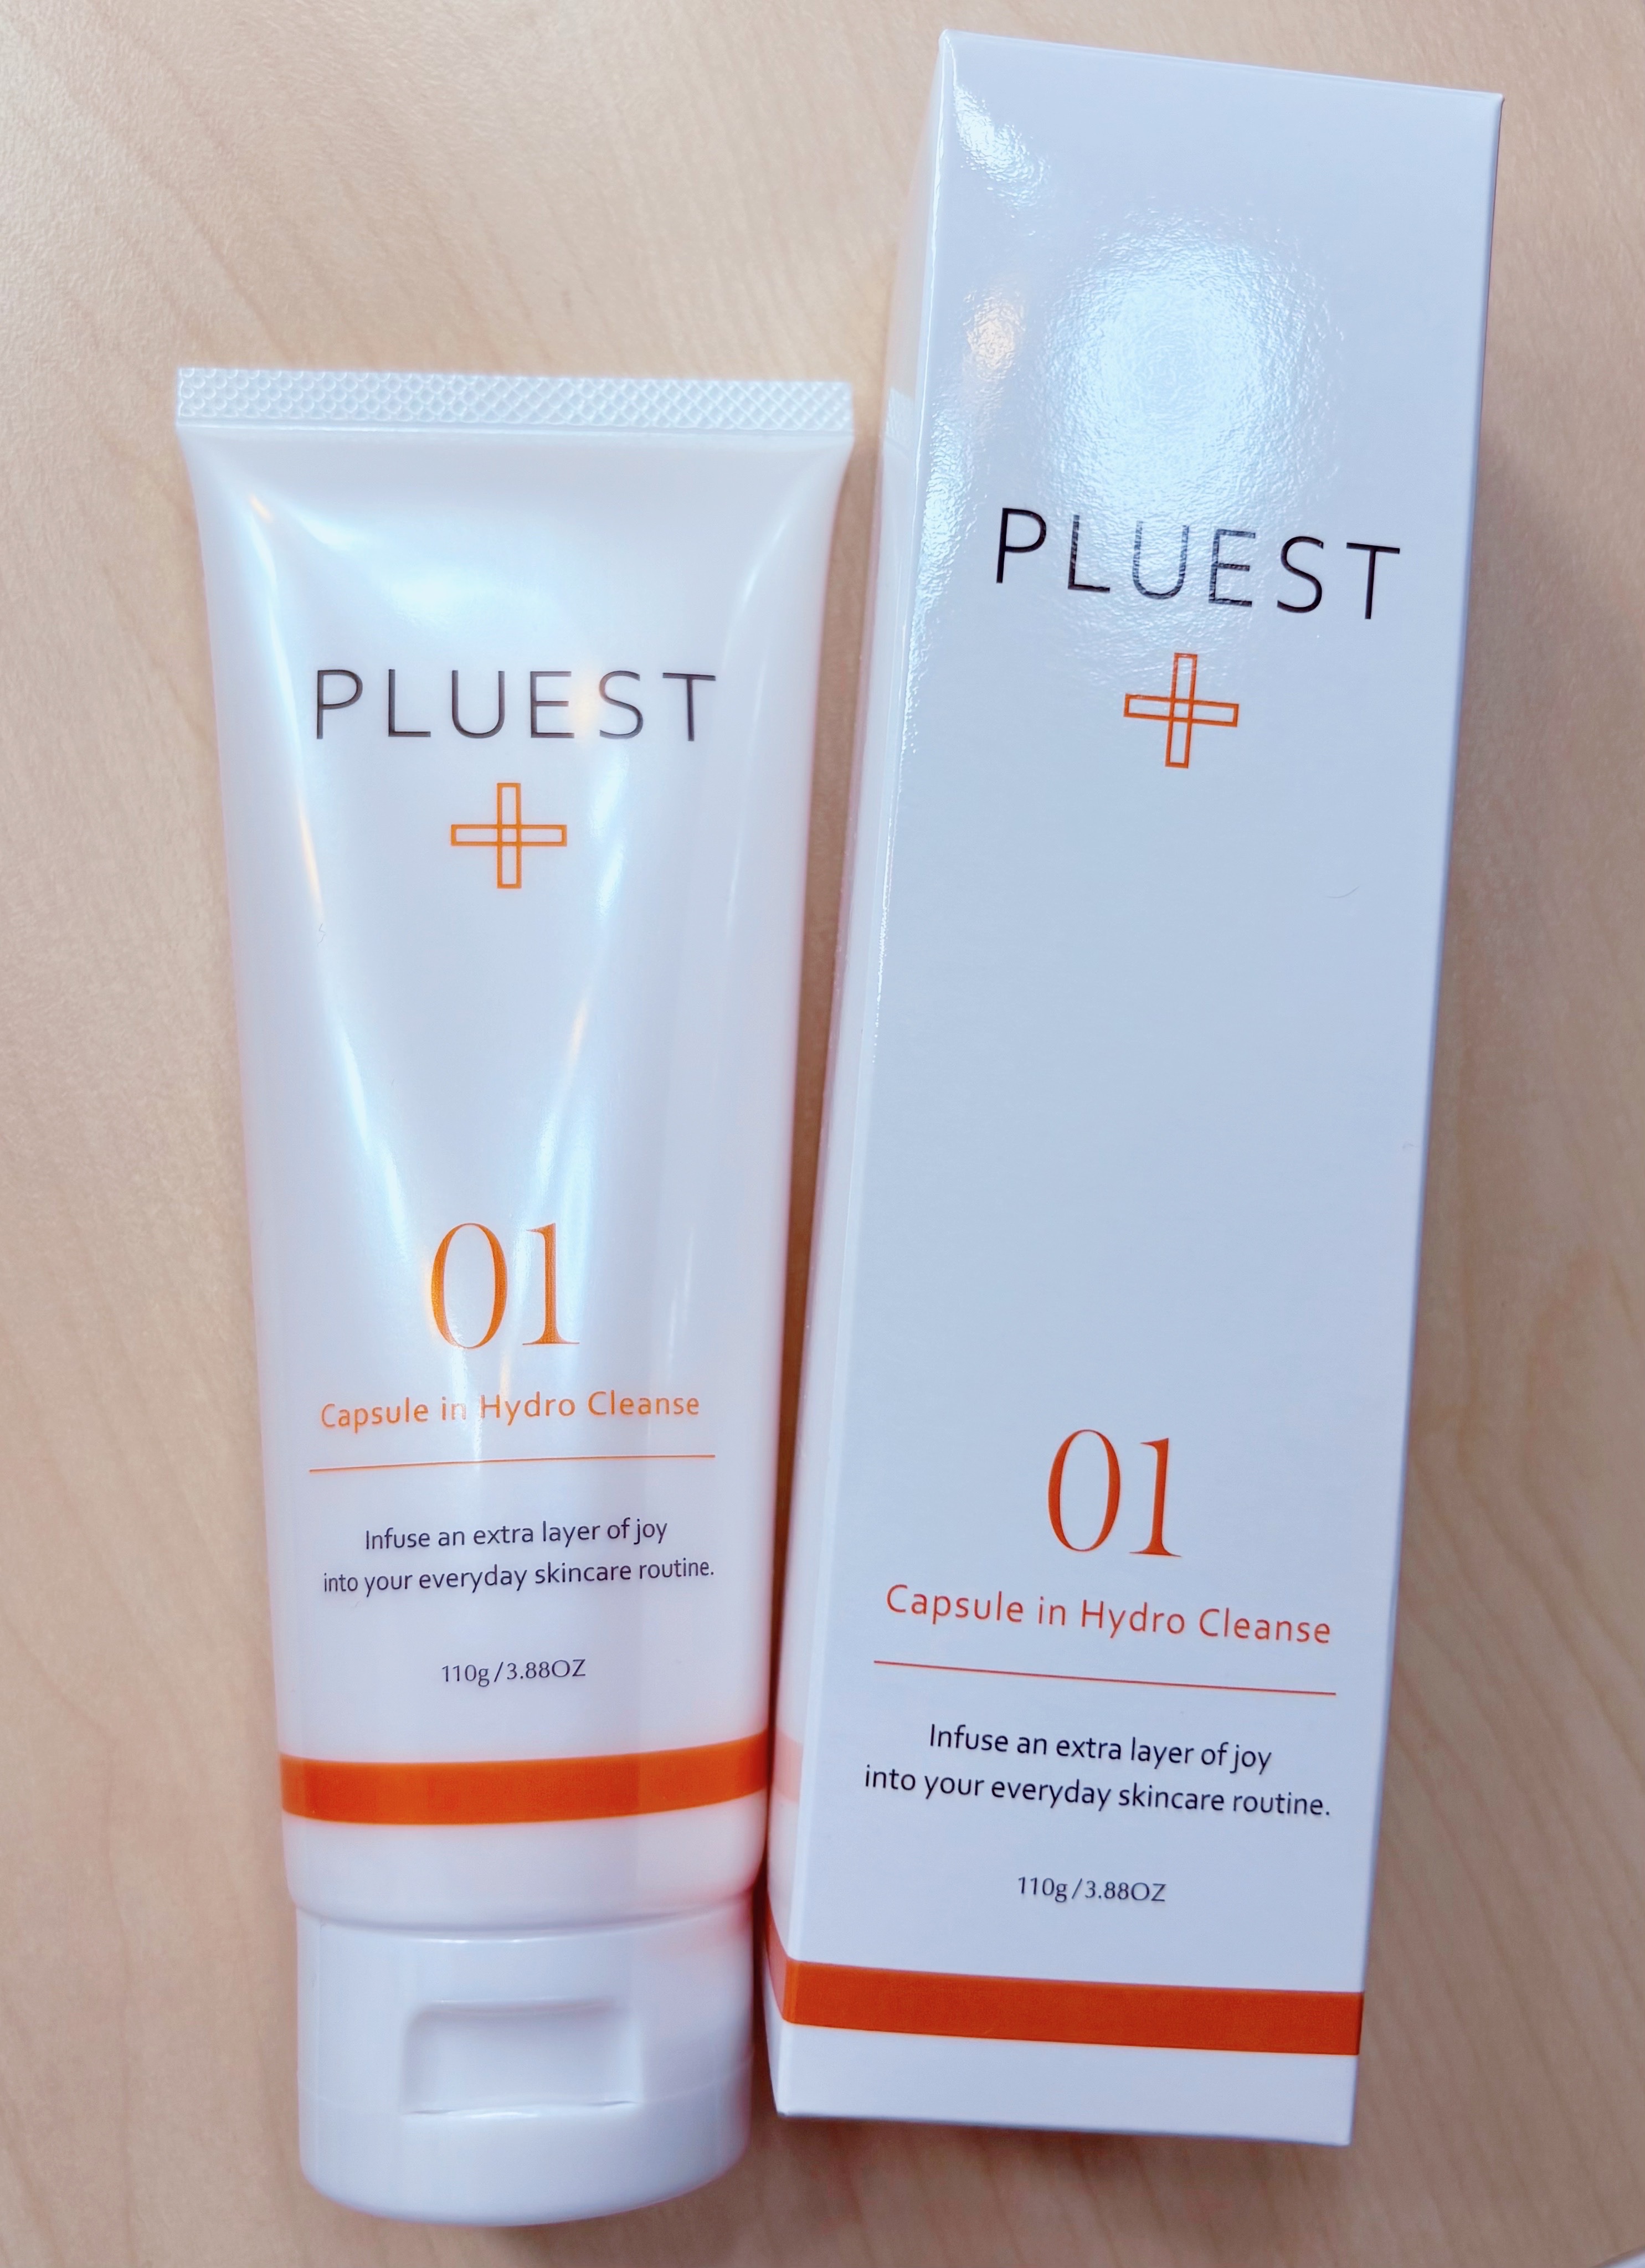 PLUEST
01
Capsule in Hydro Cleanse
Infuse an extra layer of joy
into your everyday skincare routine.
110g/3.88OZ
PLUEST
01
Capsule in Hydro Cleanse
Infuse an extra layer of joy
into your everyday skincare routine.
110g/3.88OZ